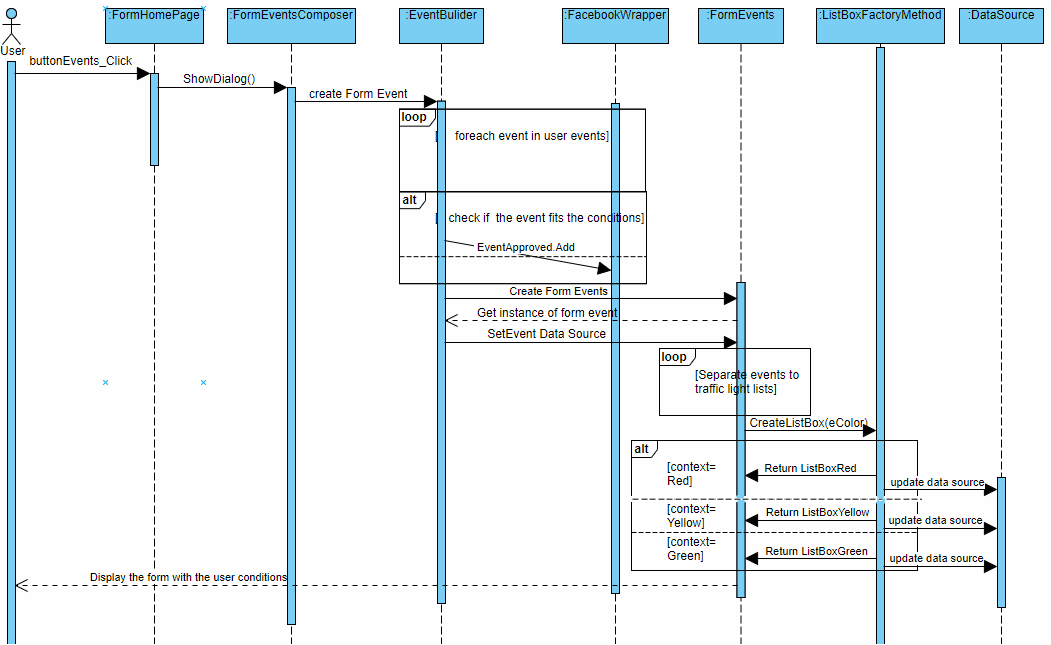 :FormHomePage
:FormEventsComposer
:EventBulider
:FacebookWrapper
:FormEvents
:ListBoxFactoryMethod
:DataSource
User
buttonEvents_Click
ShowDialog()
create Form Event
loop
[ foreach event in user events]
alt
[ check if the event fits the conditions]
EventApproved.Add
Create Form Events
Get instance of form event
SetEvent Data Source
loop
[Separate events to
traffic light lists]
CreateListBox(eColor)
alt
[context=
Red]
Return ListBoxRed
update data source
[context=
Yellow]
Return ListBoxYellow
update data source
[context=
Green]
Return ListBoxGreen
update data source
Display the form with the user conditions